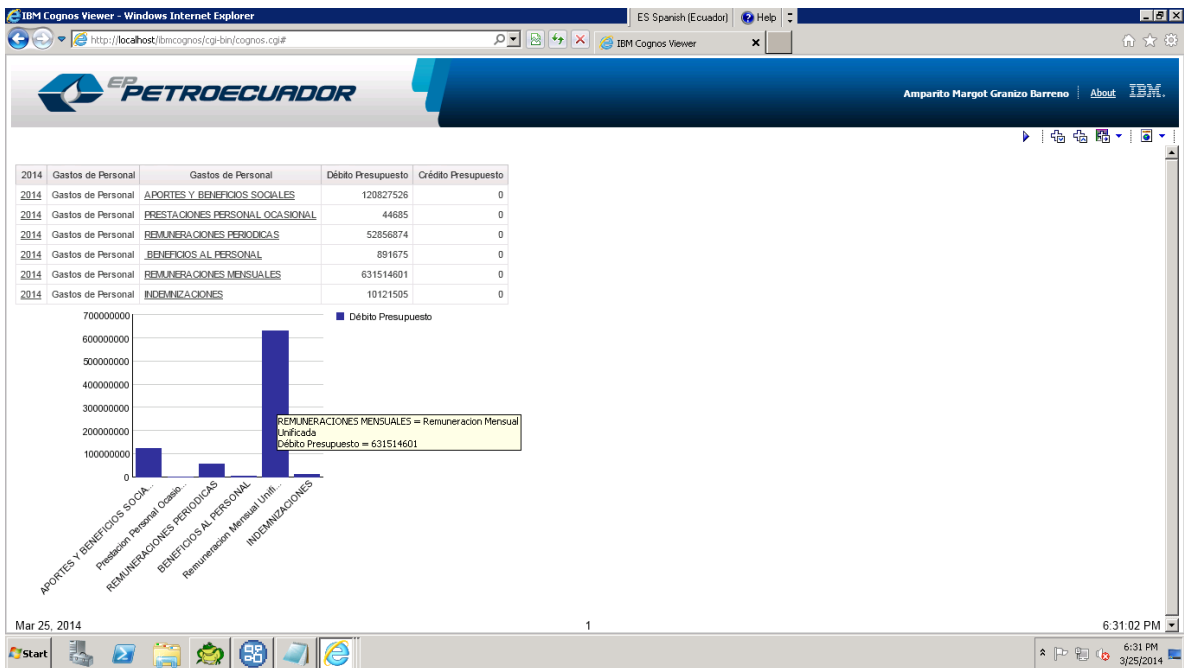 IBM Cognos Viewer - Windows Internet Explorer
ES Spanish (Ecuador) Help
http://localhost/ibmcognos/cgi-bin/cognos.cgi#
IBM Cognos Viewer
EP PETROECUADOR
Amparito Margot Granizo Barreno About IBM.
2014 Gastos de Personal Gastos de Personal Débito Presupuesto Crédito Presupuesto
2014 Gastos de Personal APORTES Y BENEFICIOS SOCIALES 120827526 0
2014 Gastos de Personal PRESTACIONES PERSONAL OCASIONAL 44685 0
2014 Gastos de Personal REMUNERACIONES PERIODICAS 52856874 0
2014 Gastos de Personal BENEFICIOS AL PERSONAL 891675 0
2014 Gastos de Personal REMUNERACIONES MENSUALES 631514601 0
2014 Gastos de Personal INDEMNIZACIONES 10121505 0
700000000
Débito Presupuesto
600000000
500000000
400000000
300000000
200000000
100000000
0
REMUNERACIONES MENSUALES = Remuneracion Mensual
Unificada
Débito Presupuesto = 631514601
APORTES Y BENEFICIOS SOCIA...
Prestacion Personal Ocasio...
REMUNERACIONES PERIODICAS
BENEFICIOS AL PERSONAL
Remuneracion Mensual Unifi...
INDEMNIZACIONES
Mar 25, 2014 1 6:31:02 PM
Start
6:31 PM
3/25/2014